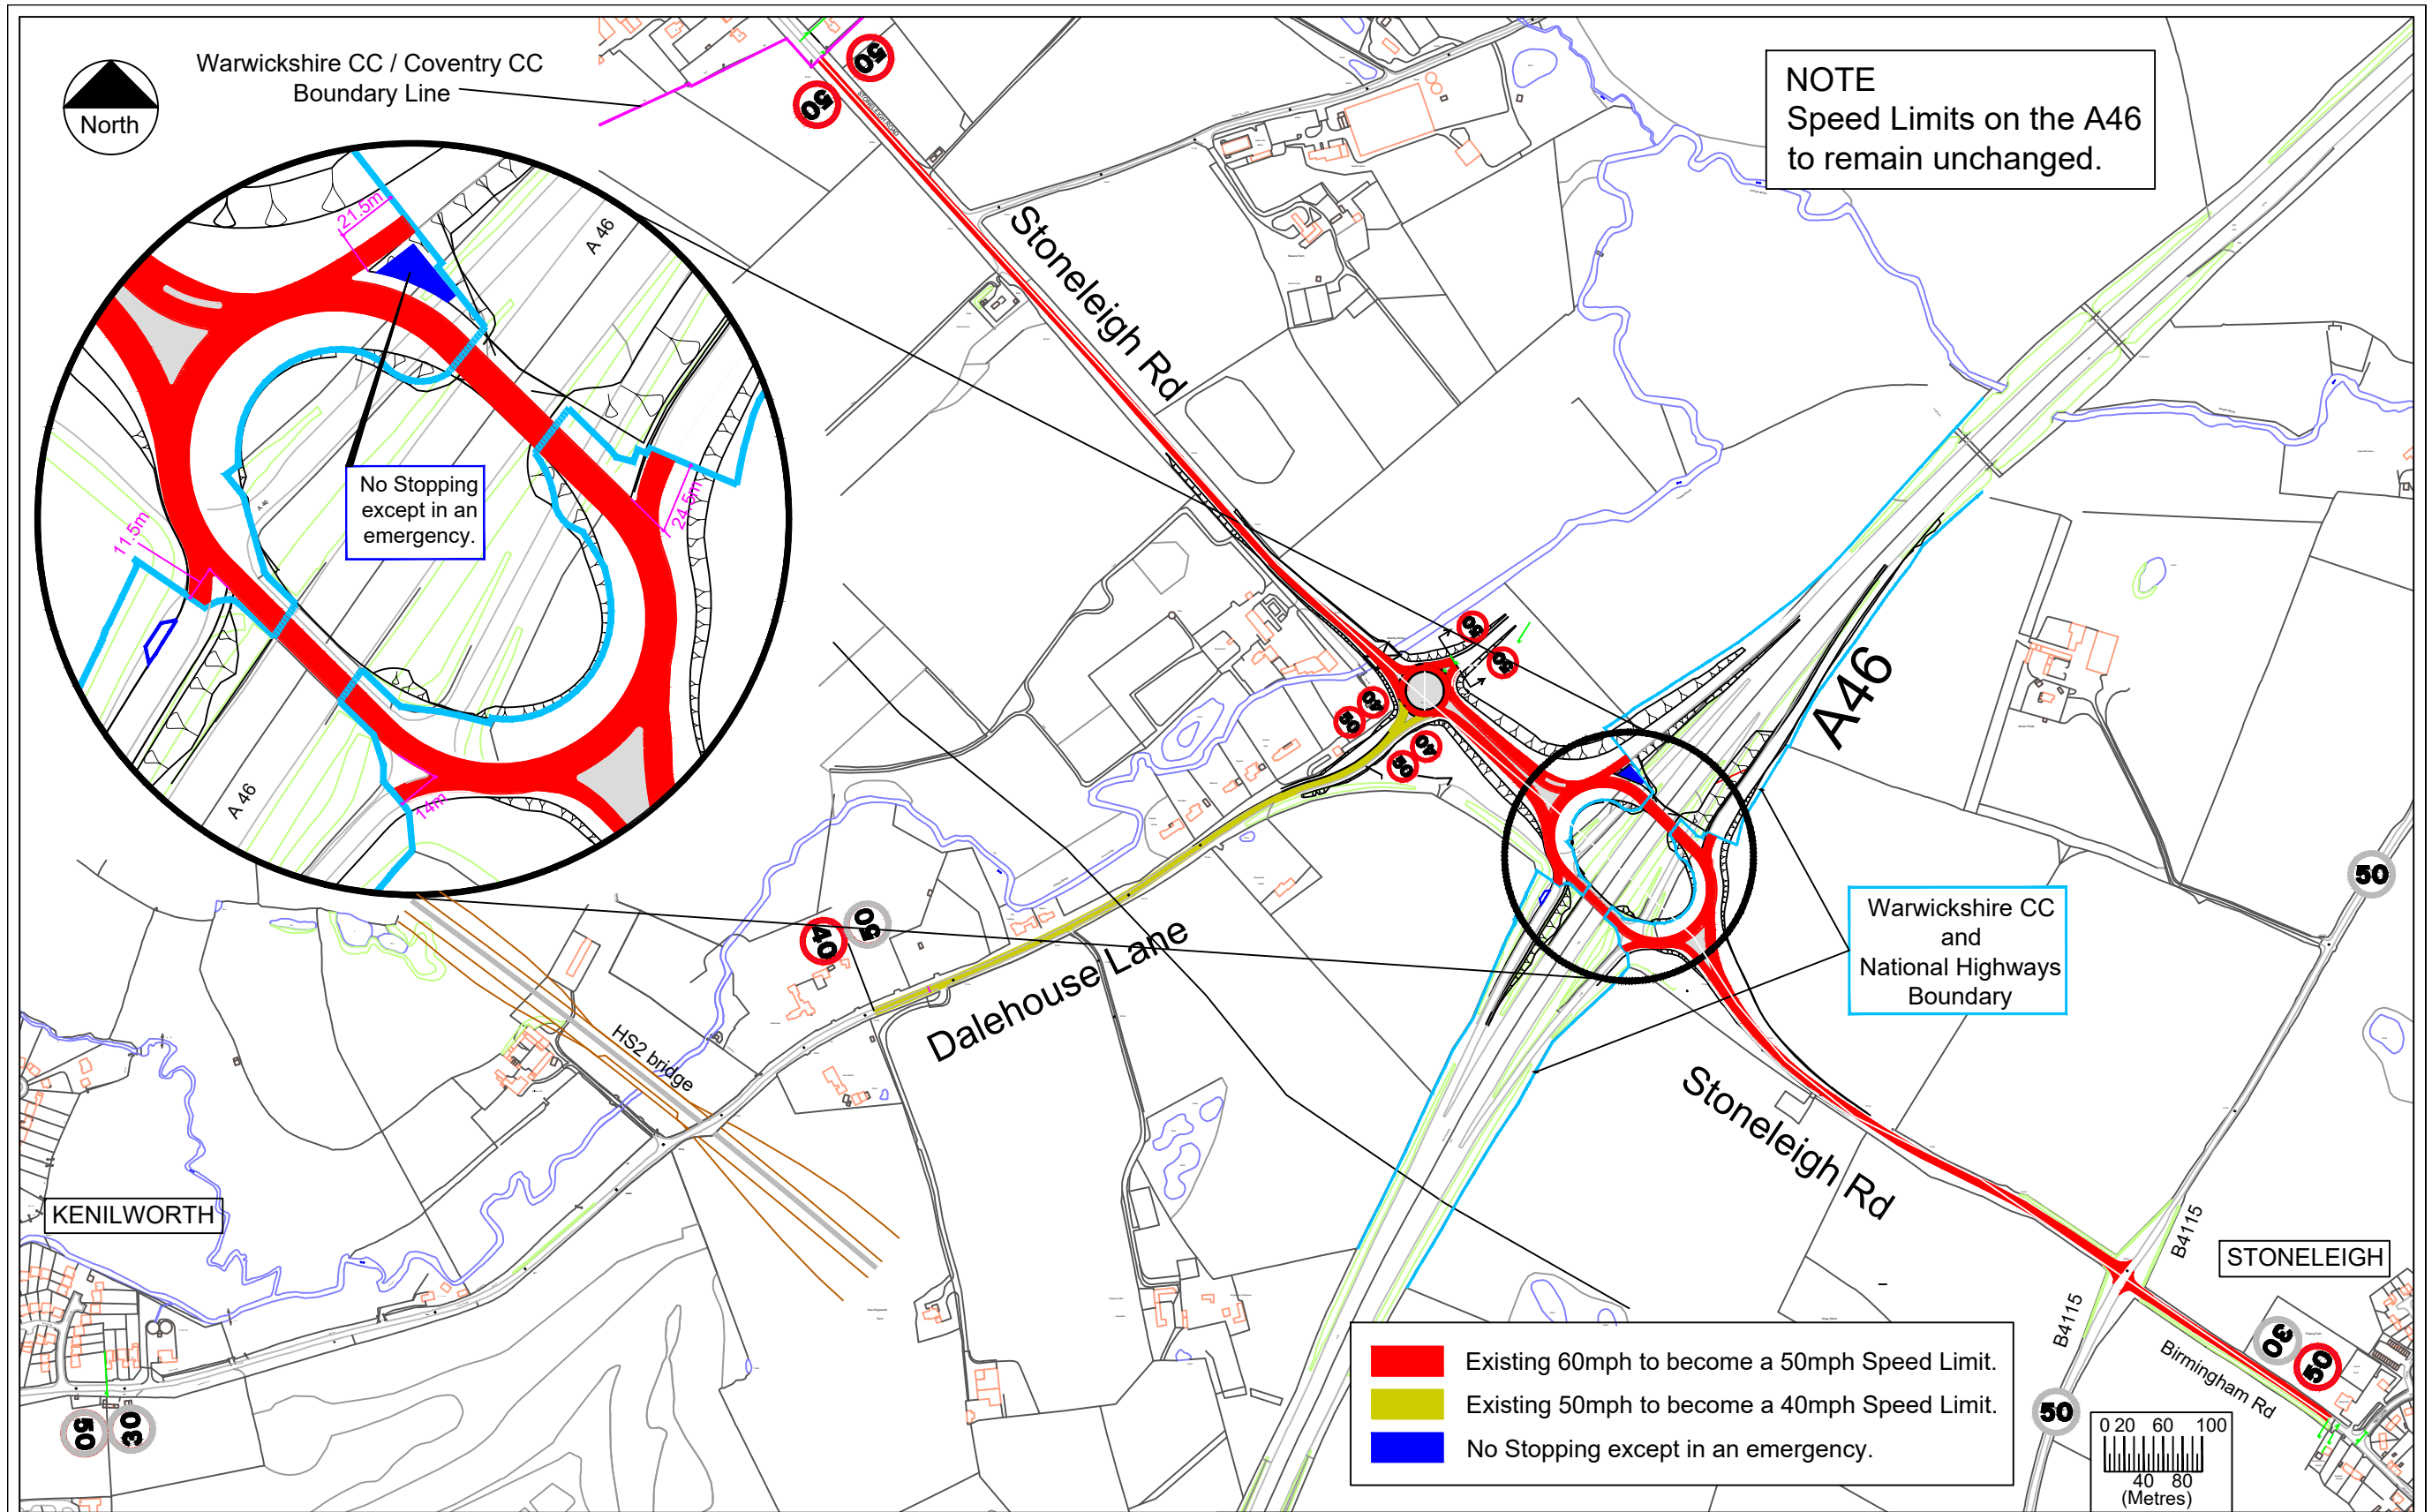 Warwickshire CC / Coventry CC
Boundary Line
North
50
50
STONELEIGH ROAD
NOTE
Speed Limits on the A46
to remain unchanged.
21.5m
A 46
Stoneleigh Rd
No Stopping
except in an
emergency.
A 46
24.5m
11.5m
A 46
14m
50
50
40
50
40
50
A46
50
Warwickshire CC
and
National Highways
Boundary
40
50
Dalehouse Lane
HS2 bridge
Stoneleigh Rd
KENILWORTH
B4115
STONELEIGH
B4115
Birmingham Rd
30
50
50
50
30
Existing 60mph to become a 50mph Speed Limit.
Existing 50mph to become a 40mph Speed Limit.
No Stopping except in an emergency.
0 20 60 100
40 80
(Metres)